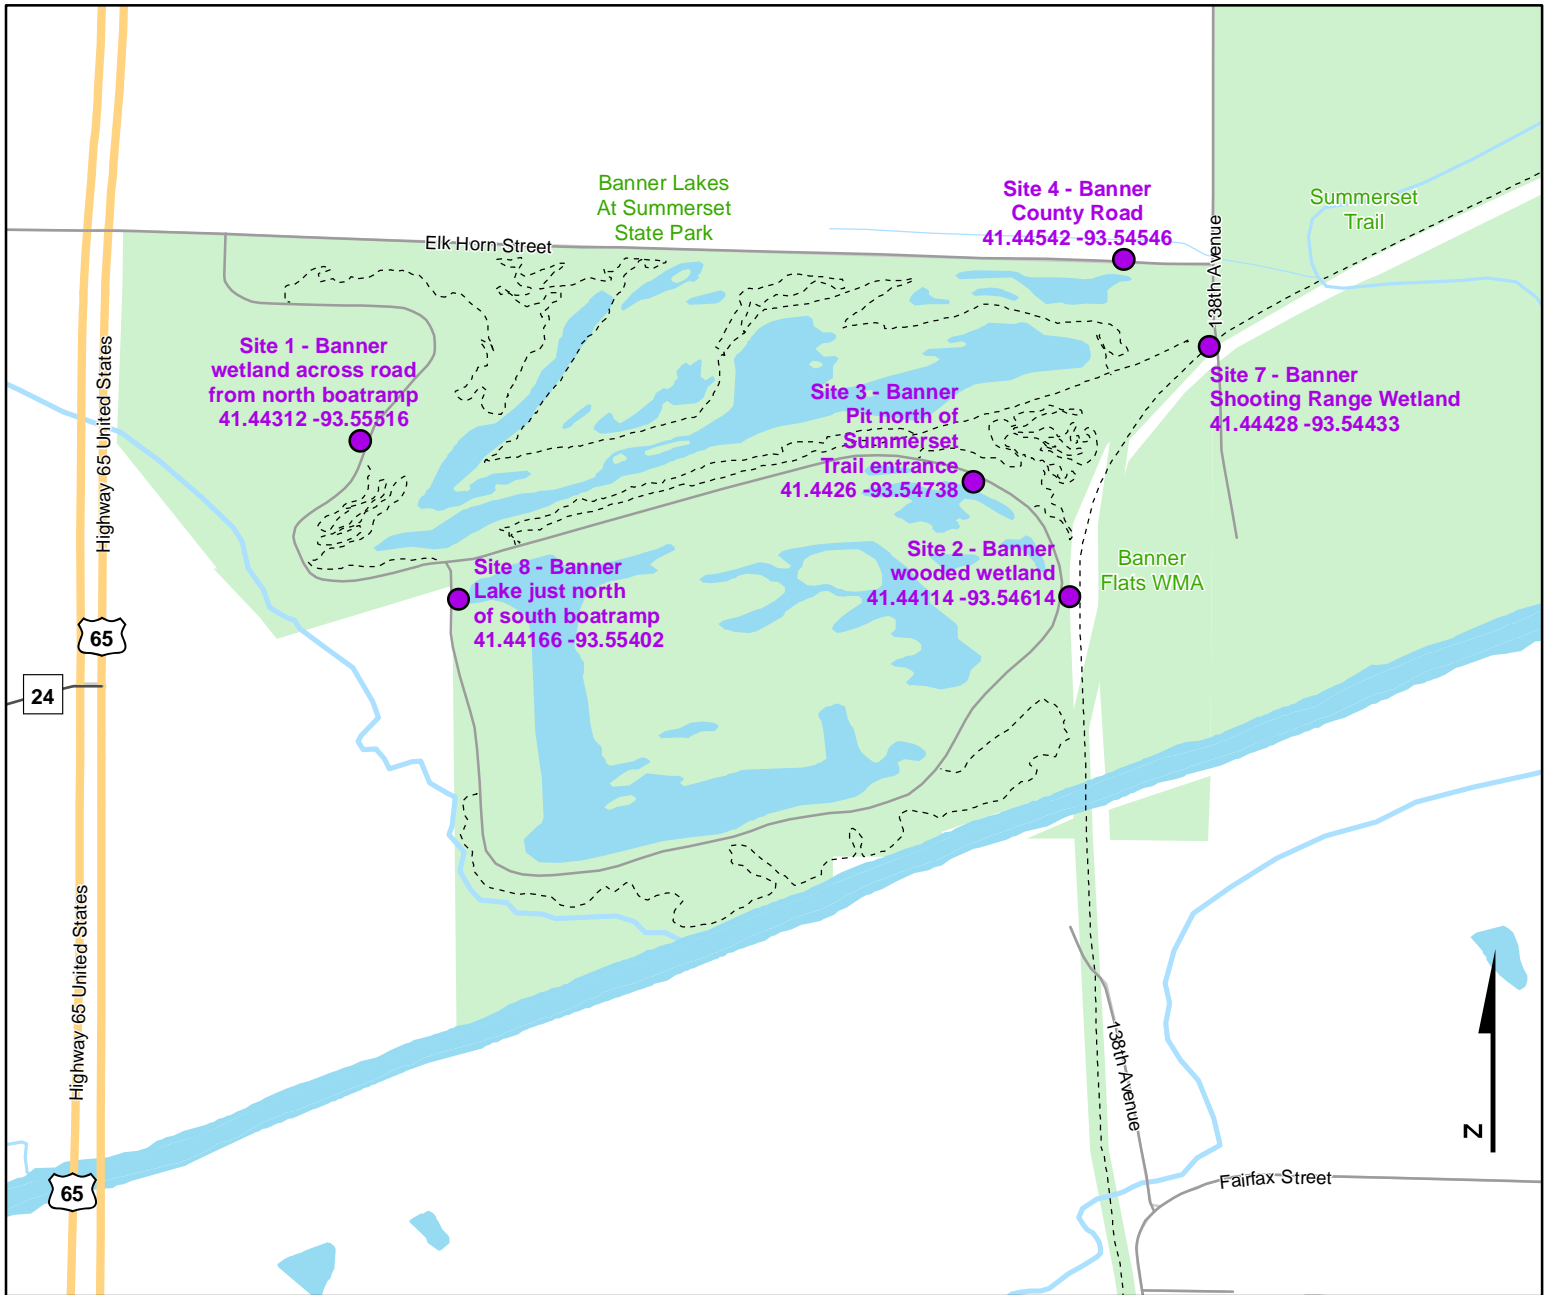 Banner Lakes
At Summerset
State Park
Site 4 - Banner
County Road
41.44542 -93.54546
Summerset
Trail
Elk Horn Street
138th Avenue
Site 1 - Banner
wetland across road
from north boatramp
41.44312 -93.55516
Highway 65 United States
Site 3 - Banner
Pit north of
Summerset
Trail entrance
41.4426 -93.54738
Site 7 - Banner
Shooting Range Wetland
41.44428 -93.54433
Site 2 - Banner
wooded wetland
41.44114 -93.54614
Banner
Flats WMA
Site 8 - Banner
Lake just north
of south boatramp
41.44166 -93.55402
65
24
Highway 65 United States
138th Avenue
N
Fairfax Street
65